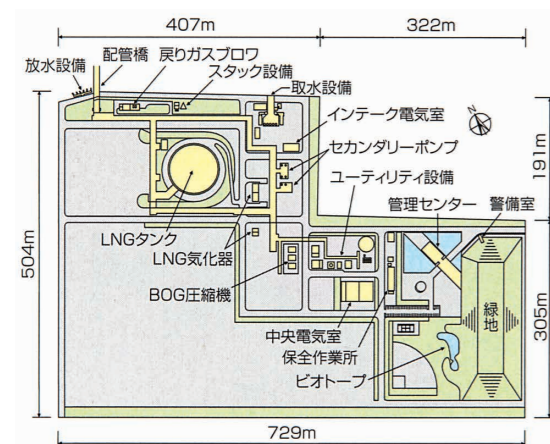 407m
322m
配管橋
戻りガスブロワ
放水設備
スタック設備
取水設備
インテーク電気室
N
セカンダリーポンプ
ユーティリティ設備
191m
管理センター
警備室
504m
LNGタンク
LNG気化器
BOG圧縮機
中央電気室
保全作業所
ビオトープ
緑地
305m
729m